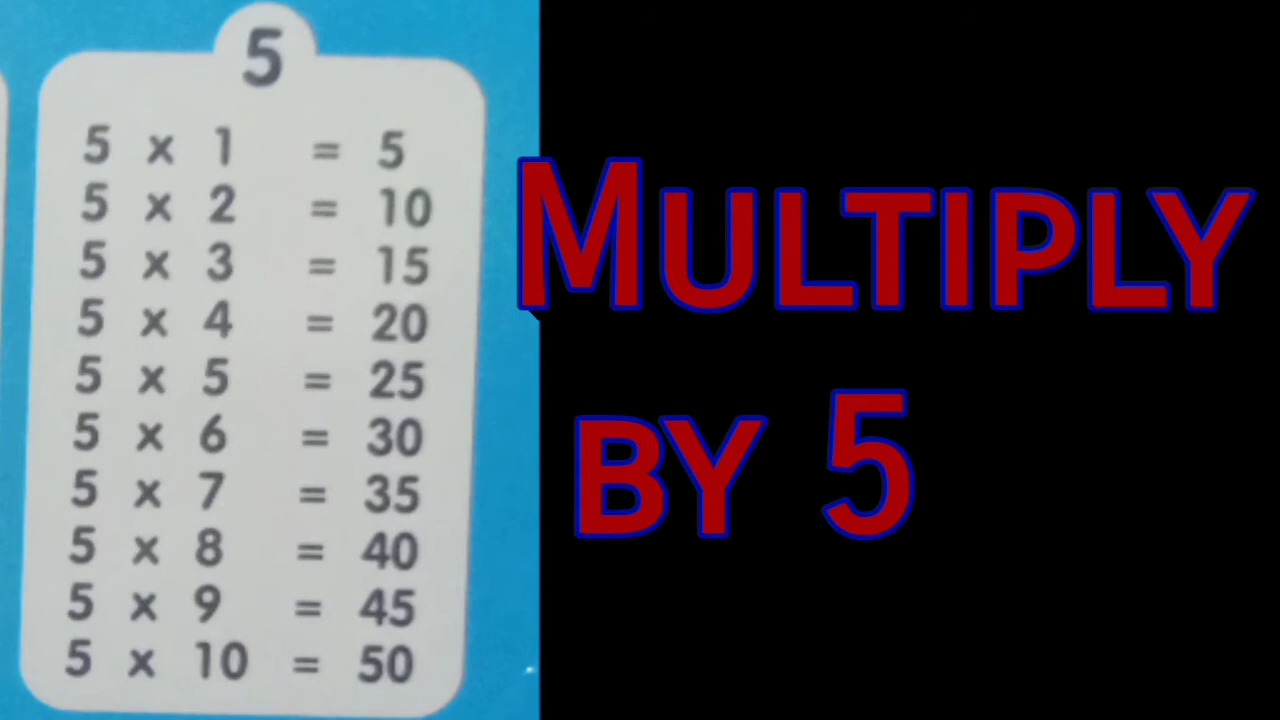 5
5 x 1 = 5
5 x 2 = 10
5 x 3 = 15
5 x 4 = 20
5 x 5 = 25
5 x 6 = 30
5 x 7 = 35
5 x 8 = 40
5 x 9 = 45
5 x 10 = 50
MULTIPLY
BY 5